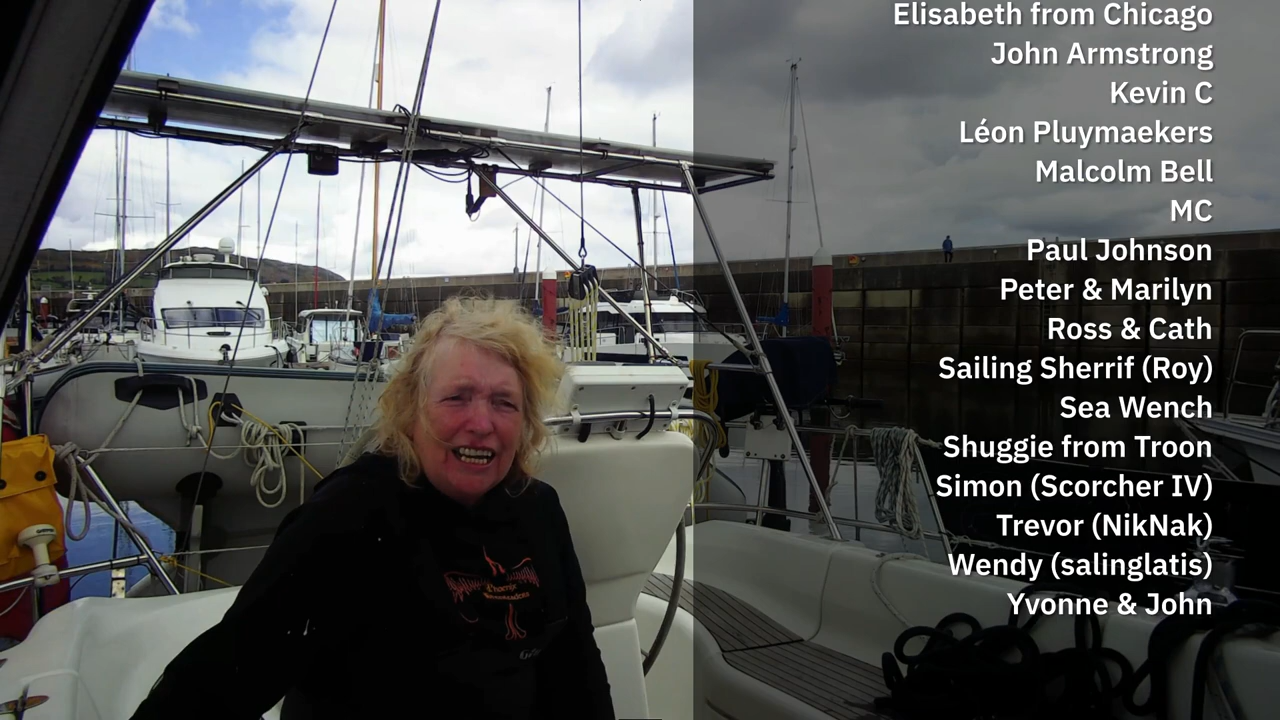 Elisabeth from Chicago
John Armstrong
Kevin C
Léon Pluymaekers
Malcolm Bell
MC
Paul Johnson
Peter & Marilyn
Ross & Cath
Sailing Sherrif (Roy)
Sea Wench
Shuggie from Troon
Simon (Scorcher IV)
Trevor (NikNak)
Wendy (salinglatis)
Yvonne & John